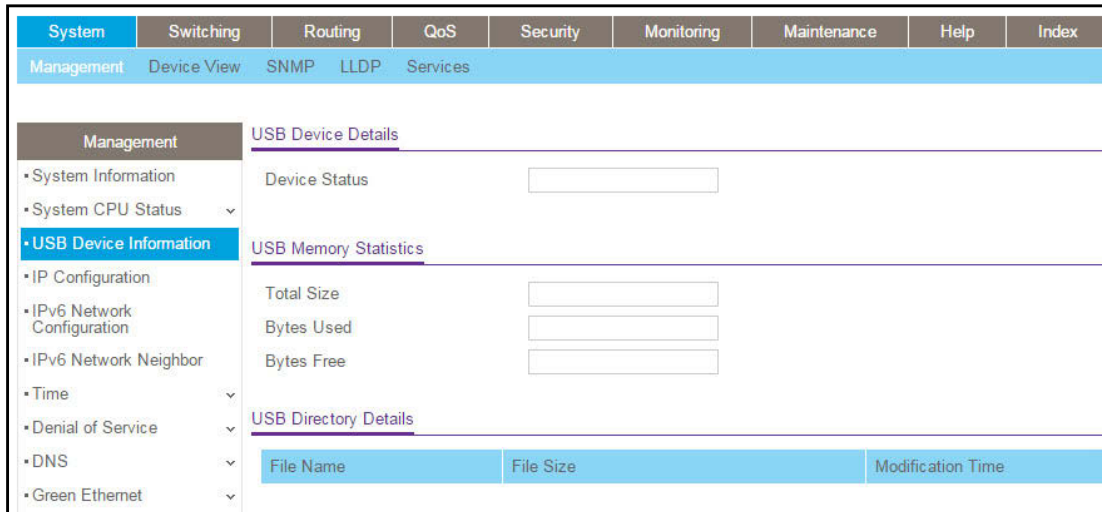 System Switching Routing QoS Security Monitoring Maintenance Help Index
Management Device View SNMP LLDP Services
Management
System Information
System CPU Status
USB Device Information
IP Configuration
IPv6 Network
Configuration
IPv6 Network Neighbor
Time
Denial of Service
DNS
Green Ethernet
USB Device Details
Device Status
USB Memory Statistics
Total Size
Bytes Used
Bytes Free
USB Directory Details
File Name File Size Modification Time